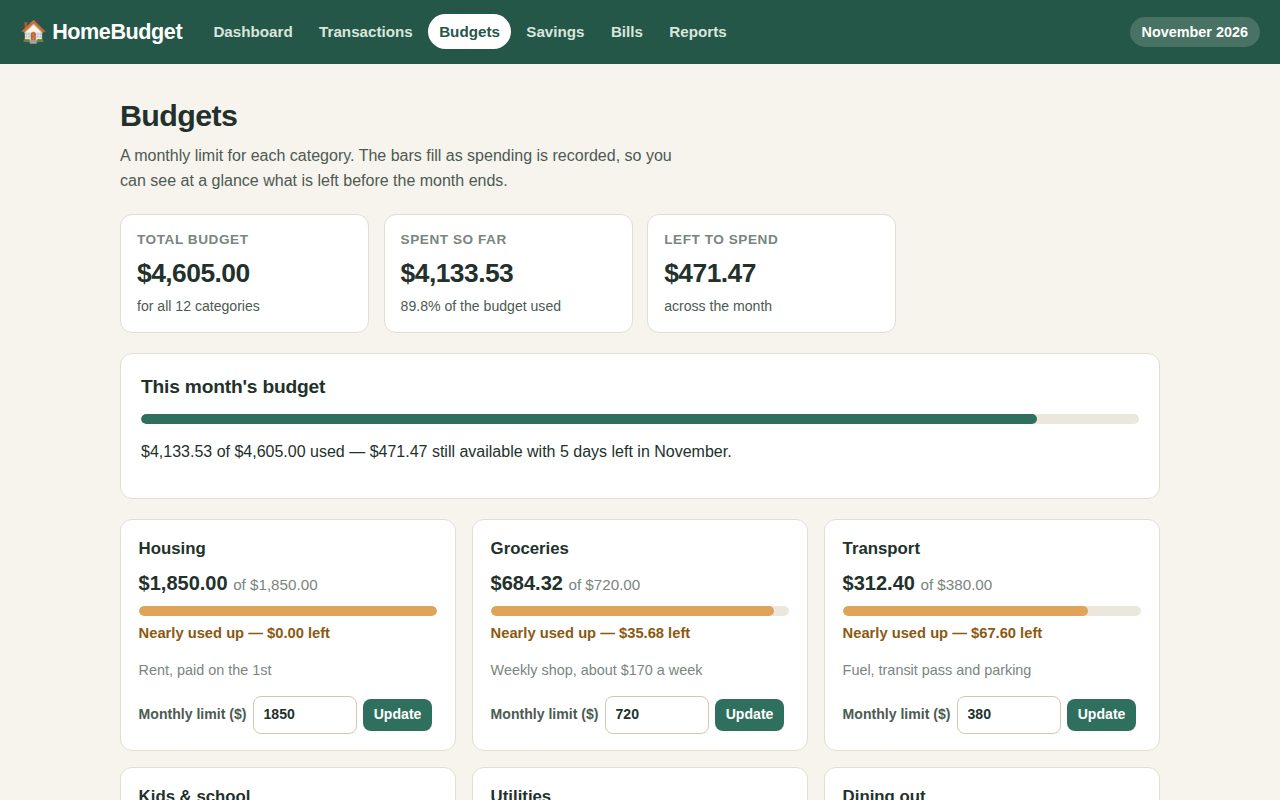 HomeBudget Dashboard Transactions Budgets Savings Bills Reports November 2026
Budgets
A monthly limit for each category. The bars fill as spending is recorded, so you
can see at a glance what is left before the month ends.
TOTAL BUDGET
$4,605.00
for all 12 categories
SPENT SO FAR
$4,133.53
89.8% of the budget used
LEFT TO SPEND
$471.47
across the month
This month's budget
$4,133.53 of $4,605.00 used — $471.47 still available with 5 days left in November.
Housing
$1,850.00 of $1,850.00
Nearly used up — $0.00 left
Rent, paid on the 1st
Monthly limit ($) 1850 Update
Groceries
$684.32 of $720.00
Nearly used up — $35.68 left
Weekly shop, about $170 a week
Monthly limit ($) 720 Update
Transport
$312.40 of $380.00
Nearly used up — $67.60 left
Fuel, transit pass and parking
Monthly limit ($) 380 Update
Kids & school
Utilities
Dining out